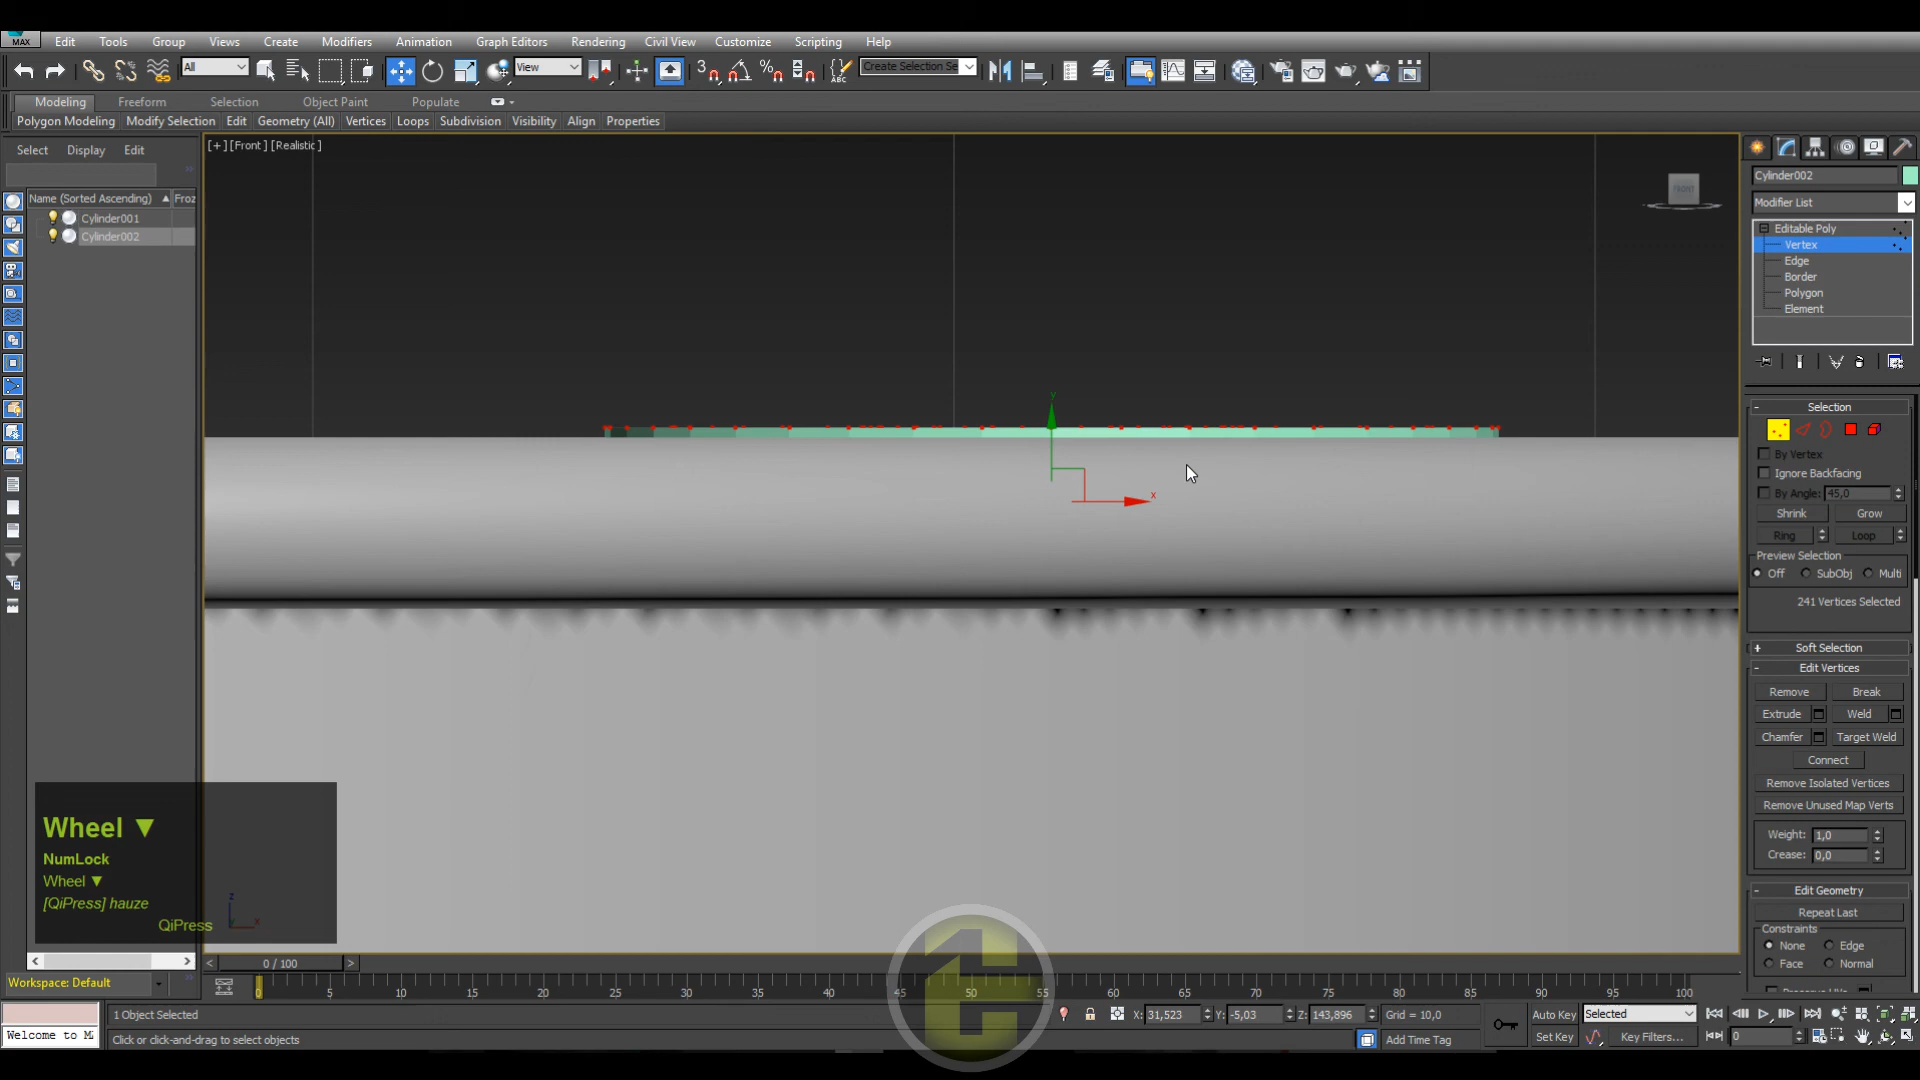 MAX Edit Tools Group Views Create Modifiers Animation Graph Editors Rendering Civil View Customize Scripting Help
All View Create Selection Se
Modeling Freeform Selection Object Paint Populate
Polygon Modeling Modify Selection Edit Geometry (All) Vertices Loops Subdivision Visibility Align Properties
Select Display Edit
[+] [Front ] [Realistic ]
FRONT
Name (Sorted Ascending) Froz
Cylinder001
Cylinder002
y
x
Cylinder002
Modifier List
Editable Poly
Vertex
Edge
Border
Polygon
Element
Selection
By Vertex
Ignore Backfacing
By Angle: 45,0
Shrink Grow
Ring Loop
Preview Selection
Off SubObj Multi
241 Vertices Selected
Soft Selection
Edit Vertices
Remove Break
Extrude Weld
Chamfer Target Weld
Connect
Remove Isolated Vertices
Remove Unused Map Verts
Weight: 1,0
Crease: 0,0
Edit Geometry
Repeat Last
Constraints
None Edge
Face Normal
Preserve UVs
Wheel ▼
NumLock
Wheel ▼
[QiPress] hauze
QiPress
z
x
0 / 100
Workspace: Default
0 5 10 15 20 25 30 35 40 45 50 55 60 65 70 75 80 85 90 95 100
1 Object Selected
X: 31,523 Y: -5,03 Z: 143,896 Grid = 10,0 Auto Key Selected
Welcome to M
Click or click-and-drag to select objects
Add Time Tag Set Key Key Filters... 0